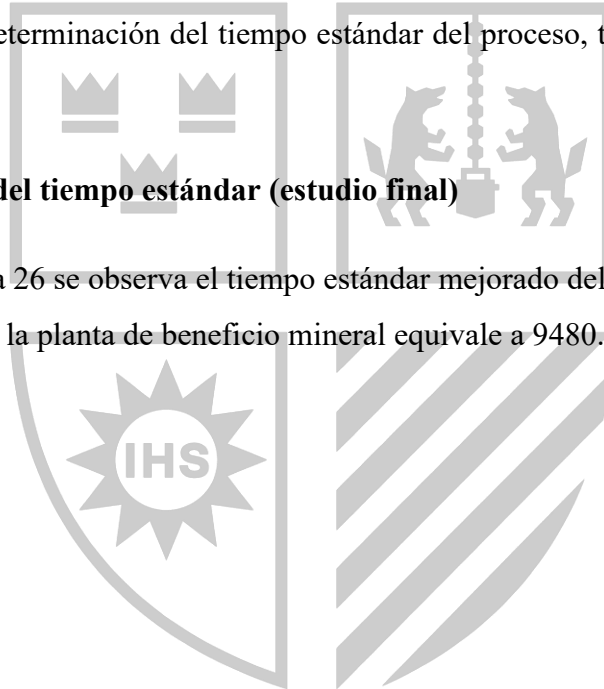 eterminación del tiempo estándar del proceso, t
del tiempo estándar (estudio final)
a 26 se observa el tiempo estándar mejorado del
la planta de beneficio mineral equivale a 9480.
IHS